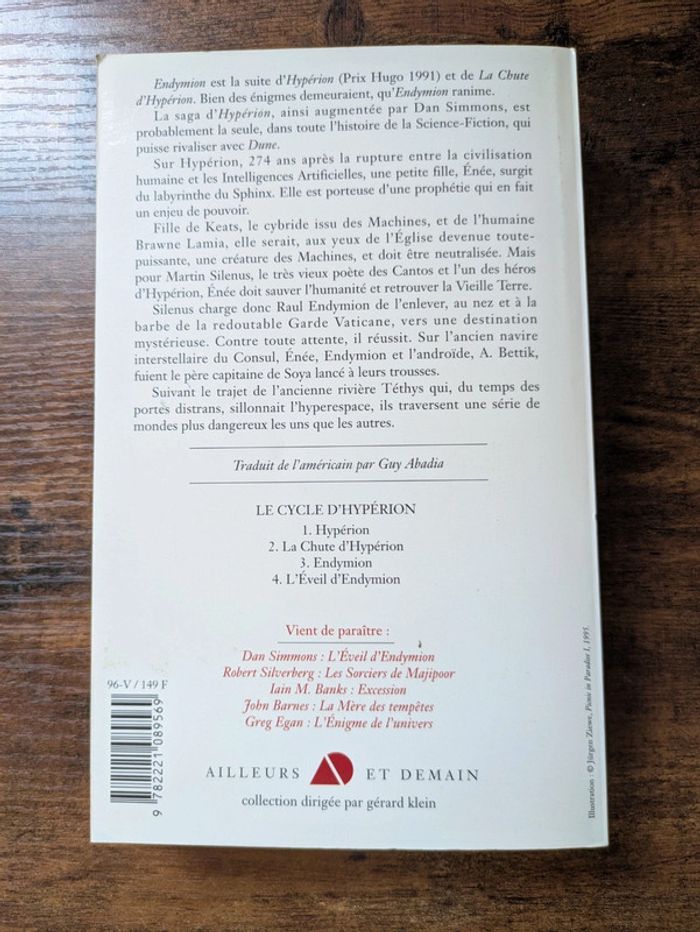 Endymion est la suite d'Hypérion (Prix Hugo 1991) et de La Chute
d'Hypérion. Bien des énigmes demeuraient, qu'Endymion ranime.
La saga d'Hypérion, ainsi augmentée par Dan Simmons, est
probablement la seule, dans toute l'histoire de la Science-Fiction, qui
puisse rivaliser avec Dune.
Sur Hypérion, 274 ans après la rupture entre la civilisation
humaine et les Intelligences Artificielles, une petite fille, Énée, surgit
du labyrinthe du Sphinx. Elle est porteuse d'une prophétie qui en fait
un enjeu de pouvoir.
Fille de Keats, le cybride issu des Machines, et de l'humaine
Brawne Lamia, elle serait, aux yeux de l'Église devenue toute-
puissante, une créature des Machines, et doit être neutralisée. Mais
pour Martin Silenus, le très vieux poète des Cantos et l'un des héros
d'Hypérion, Énée doit sauver l'humanité et retrouver la Vieille Terre.
Silenus charge donc Raul Endymion de l'enlever, au nez et à la
barbe de la redoutable Garde Vaticane, vers une destination
mystérieuse. Contre toute attente, il réussit. Sur l'ancien navire
interstellaire du Consul, Énée, Endymion et l'androïde, A. Bettik,
fuient le père capitaine de Soya lancé à leurs trousses.
Suivant le trajet de l'ancienne rivière Téthys qui, du temps des
portes distrans, sillonnait l'hyperespace, ils traversent une série de
mondes plus dangereux les uns que les autres.
Traduit de l'américain par Guy Abadia
LE CYCLE D'HYPÉRION
1. Hypérion
2. La Chute d'Hypérion
3. Endymion
4. L'Éveil d'Endymion
Vient de paraître :
Dan Simmons : L'Éveil d'Endymion
Robert Silverberg : Les Sorciers de Majipoor
Iain M. Banks : Excession
John Barnes : La Mère des tempêtes
Greg Egan : L'Énigme de l'univers
96-V / 149 F
9 782221 089569
AILLEURS ET DEMAIN
collection dirigée par gérard klein
Illustration : © Jürgen Ziewe, Picnic in Paradise I, 1995.